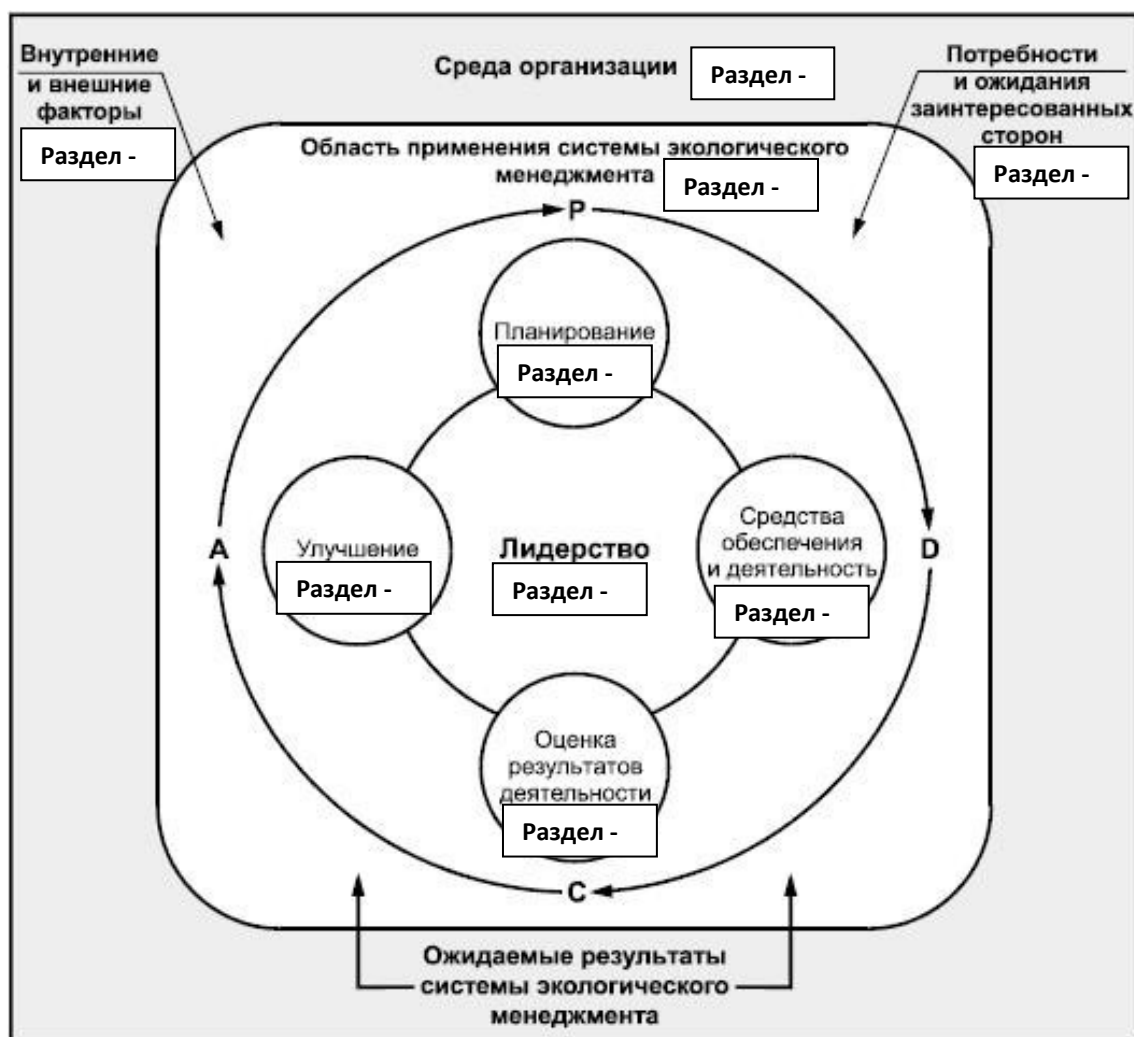 Внутренние
и внешние
факторы
Раздел -
Среда организации Раздел -
Потребности
и ожидания
заинтересованных
сторон
Раздел -
Область применения системы экологического
менеджмента Раздел -
P
Планирование
Раздел -
A
Улучшение
Раздел -
Лидерство
Раздел -
Средства
обеспечения
и деятельность
Раздел -
D
Оценка
результатов
деятельности
Раздел -
C
Ожидаемые результаты
системы экологического
менеджмента